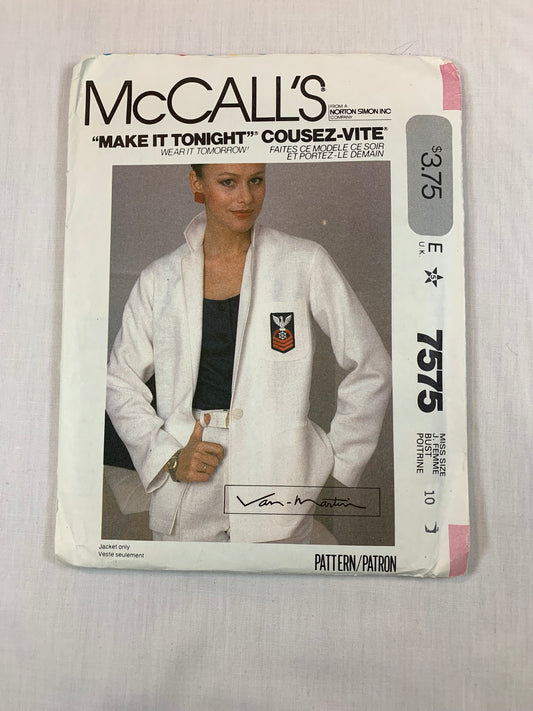 McCALL'S®
FROM A
NORTON SIMON INC
COMPANY
"MAKE IT TONIGHT"® COUSEZ-VITE®
WEAR IT TOMORROW! FAITES CE MODELE CE SOIR
ET PORTEZ-LE DEMAIN
$3.75
E
U.K.
7575
MISS SIZE
J. FEMME
BUST
POITRINE
10
Van-Martin
Jacket only
Veste seulement
PATTERN/PATRON